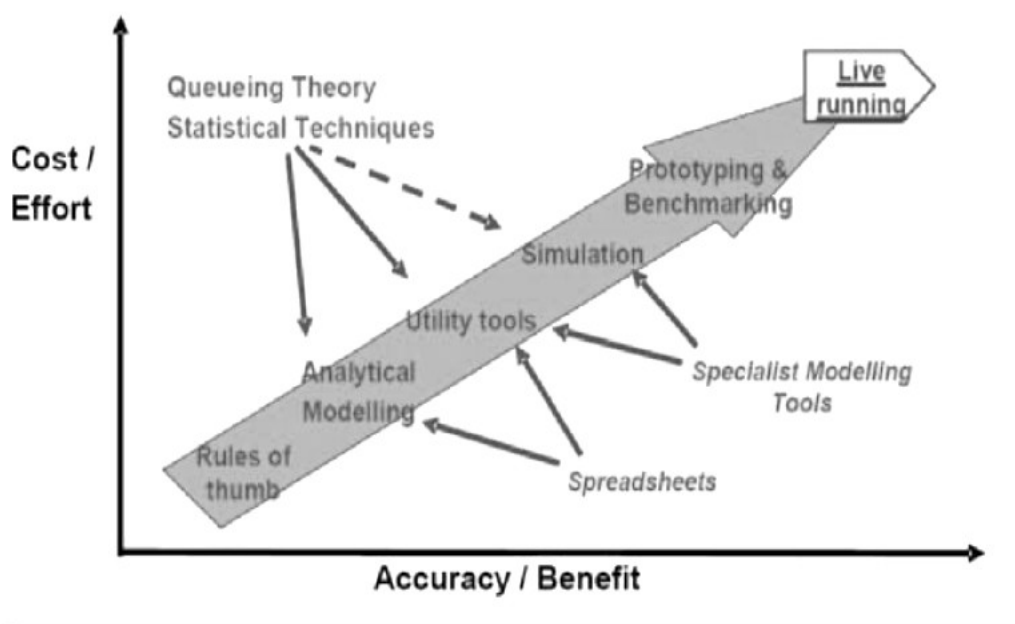 Queueing Theory
Statistical Techniques
Cost /
Effort
Live
running
Prototyping &
Benchmarking
Simulation
Utility tools
Analytical
Modelling
Rules of
thumb
Specialist Modelling
Tools
Spreadsheets
Accuracy / Benefit